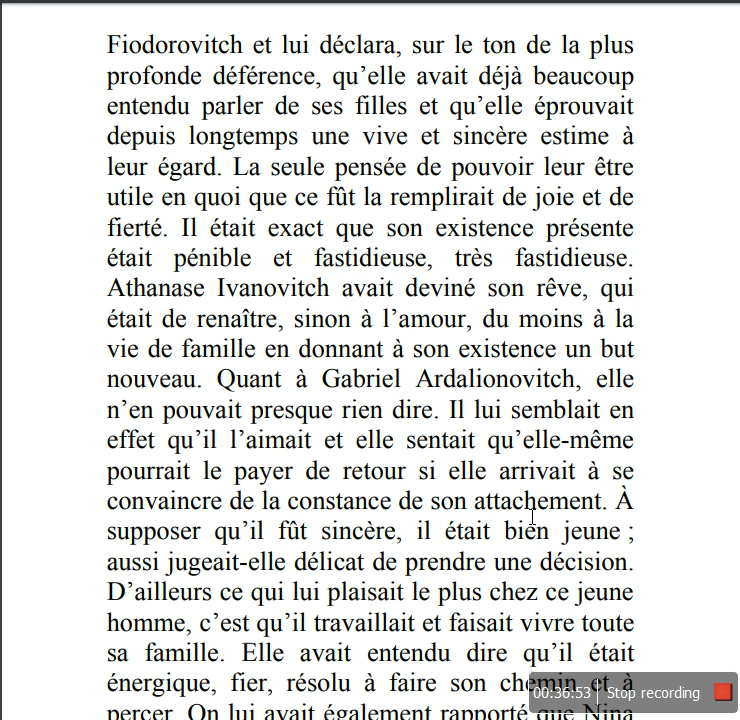 Fiodorovitch et lui déclara, sur le ton de la plus
profonde déférence, qu’elle avait déjà beaucoup
entendu parler de ses filles et qu’elle éprouvait
depuis longtemps une vive et sincère estime à
leur égard. La seule pensée de pouvoir leur être
utile en quoi que ce fût la remplirait de joie et de
fierté. Il était exact que son existence présente
était pénible et fastidieuse, très fastidieuse.
Athanase Ivanovitch avait deviné son rêve, qui
était de renaître, sinon à l’amour, du moins à la
vie de famille en donnant à son existence un but
nouveau. Quant à Gabriel Ardalionovitch, elle
n’en pouvait presque rien dire. Il lui semblait en
effet qu’il l’aimait et elle sentait qu’elle-même
pourrait le payer de retour si elle arrivait à se
convaincre de la constance de son attachement. À
supposer qu’il fût sincère, il était bien jeune ;
aussi jugeait-elle délicat de prendre une décision.
D’ailleurs ce qui lui plaisait le plus chez ce jeune
homme, c’est qu’il travaillait et faisait vivre toute
sa famille. Elle avait entendu dire qu’il était
énergique, fier, résolu à faire son chemin et à
percer. On lui avait également rapporté que Nina
00:36:53 Stop recording